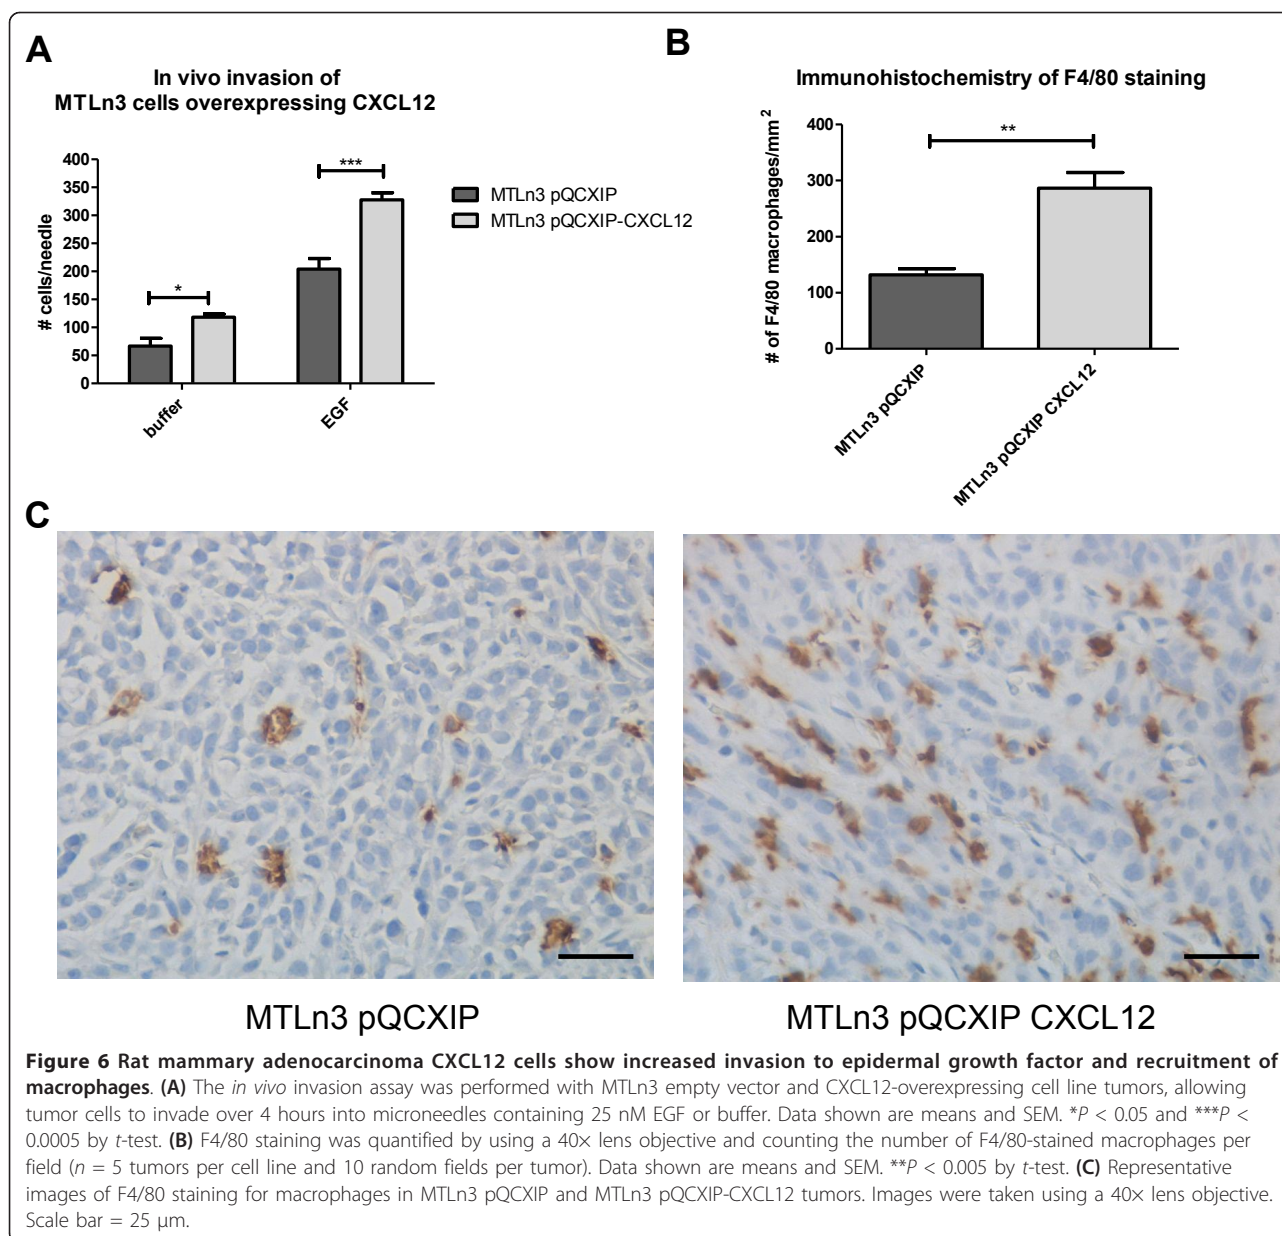 A
In vivo invasion of
MTLn3 cells overexpressing CXCL12
# cells/needle
400
350
300
250
200
150
100
50
0
*
***
buffer
EGF
MTLn3 pQCXIP
MTLn3 pQCXIP-CXCL12
B
Immunohistochemistry of F4/80 staining
# of F4/80 macrophages/mm²
400
300
200
100
0
**
MTLn3 pQCXIP
MTLn3 pQCXIP CXCL12
C
MTLn3 pQCXIP
MTLn3 pQCXIP CXCL12
Figure 6 Rat mammary adenocarcinoma CXCL12 cells show increased invasion to epidermal growth factor and recruitment of
macrophages. (A) The in vivo invasion assay was performed with MTLn3 empty vector and CXCL12-overexpressing cell line tumors, allowing
tumor cells to invade over 4 hours into microneedles containing 25 nM EGF or buffer. Data shown are means and SEM. *P < 0.05 and ***P <
0.0005 by t-test. (B) F4/80 staining was quantified by using a 40× lens objective and counting the number of F4/80-stained macrophages per
field (n = 5 tumors per cell line and 10 random fields per tumor). Data shown are means and SEM. **P < 0.005 by t-test. (C) Representative
images of F4/80 staining for macrophages in MTLn3 pQCXIP and MTLn3 pQCXIP-CXCL12 tumors. Images were taken using a 40× lens objective.
Scale bar = 25 μm.